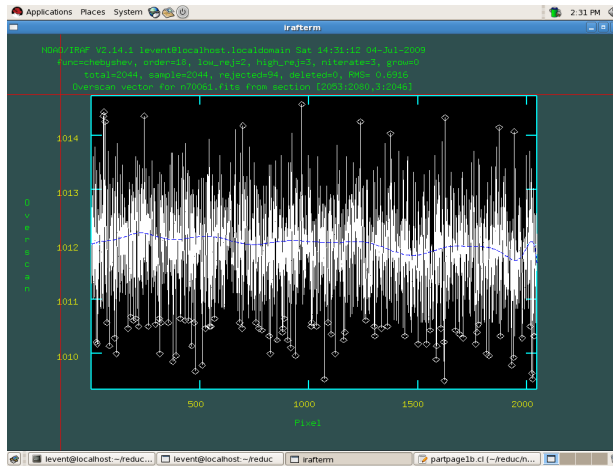 Applications Places System 2:31 PM
irafterm
NOAO/IRAF V2.14.1 levent@localhost.localdomain Sat 14:31:12 04-Jul-2009
func=chebyshev, order=18, low_rej=2, high_rej=3, niterate=3, grow=0
total=2044, sample=2044, rejected=94, deleted=0, RMS= 0.6916
Overscan vector for n70061.fits from section [2053:2080,3:2046]
1014
1013
1012
1011
1010
Overscan
500 1000 1500 2000
Pixel
levent@localhost:~/reduc... levent@localhost:~/reduc irafterm partpage1b.cl (~/reduc/n...